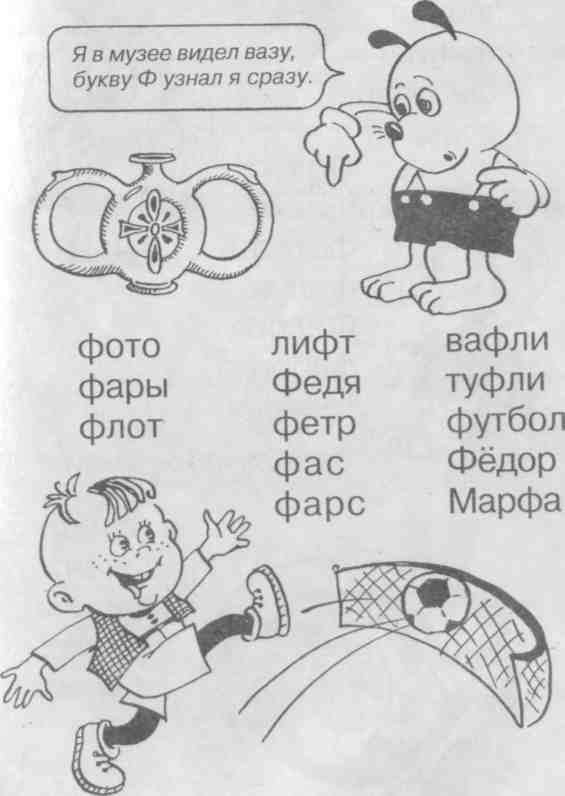 Я в музее видел вазу,
букву Ф узнал я сразу.
фото лифт вафли
фары Федя туфли
флот фетр футбол
фас Фёдор
фарс Марфа